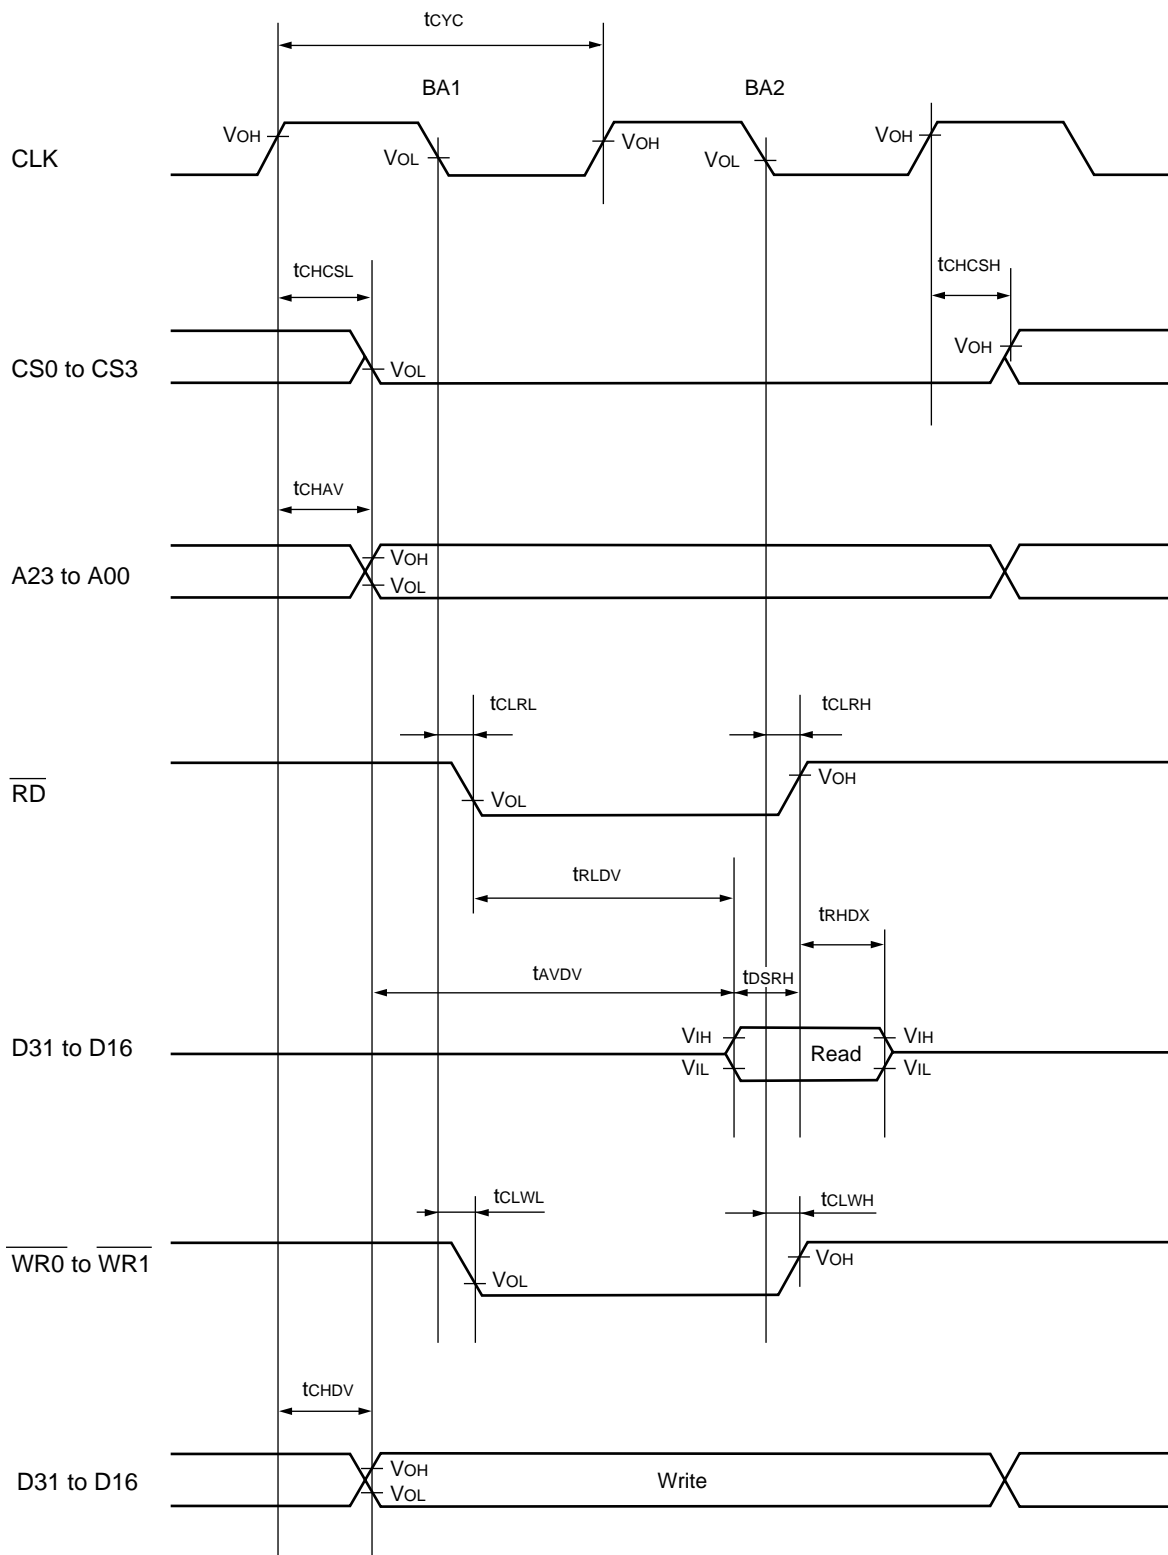 tCYC
BA1 BA2
VOH VOL VOH VOL VOH
CLK
tCHCSL tCHCSH
VOH
CS0 to CS3 VOL
tCHAV
VOH
A23 to A00 VOL
tCLRL tCLRH
VOH
RD VOL
tRLDV
tRHDX
tAVDV tDSRH
VIH VIH
D31 to D16 Read
VIL VIL
tCLWL tCLWH
WR0 to WR1 VOH
VOL
tCHDV
VOH
D31 to D16 Write
VOL